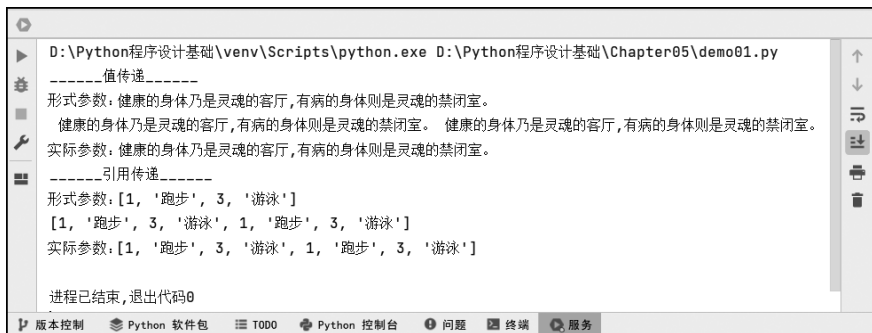 D:\Python程序设计基础\venv\Scripts\python.exe D:\Python程序设计基础\Chapter05\demo01.py
______值传递______
形式参数：健康的身体乃是灵魂的客厅,有病的身体则是灵魂的禁闭室。
健康的身体乃是灵魂的客厅,有病的身体则是灵魂的禁闭室。 健康的身体乃是灵魂的客厅,有病的身体则是灵魂的禁闭室。
实际参数：健康的身体乃是灵魂的客厅,有病的身体则是灵魂的禁闭室。
______引用传递______
形式参数：[1, '跑步', 3, '游泳']
[1, '跑步', 3, '游泳', 1, '跑步', 3, '游泳']
实际参数：[1, '跑步', 3, '游泳', 1, '跑步', 3, '游泳']
进程已结束,退出代码0
版本控制 Python 软件包 TODO Python 控制台 问题 终端 服务